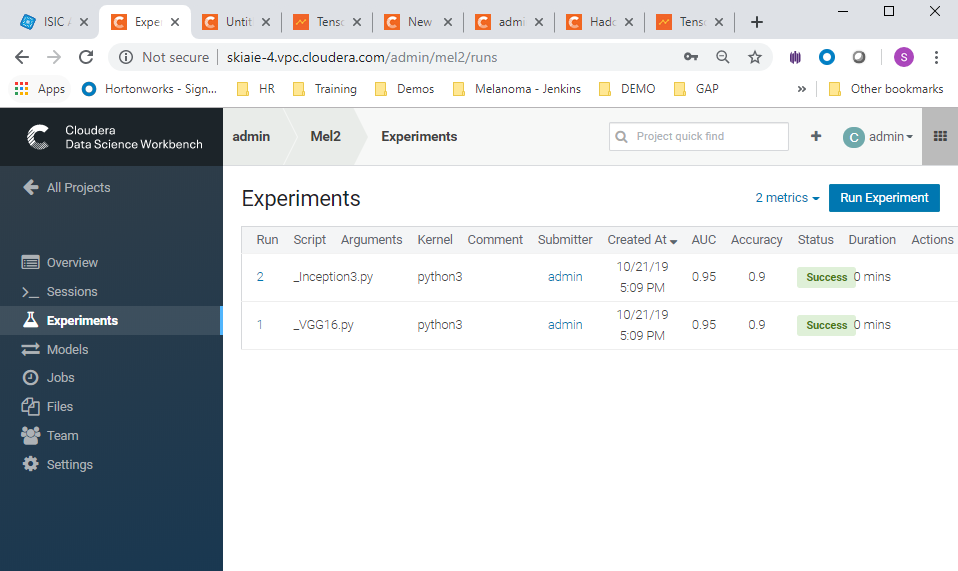 ISIC A
Exper
Untit
Tenso
New
admi
Hado
Tenso
Not secure
skiaie-4.vpc.cloudera.com/admin/mel2/runs
S
Apps
Hortonworks - Sign...
HR
Training
Demos
Melanoma - Jenkins
DEMO
GAP
»
Other bookmarks
Cloudera
Data Science Workbench
admin
Mel2
Experiments
Project quick find
+
C
admin
All Projects
Overview
Sessions
Experiments
Models
Jobs
Files
Team
Settings
Experiments
2 metrics
Run Experiment
Run Script Arguments Kernel Comment Submitter Created At AUC Accuracy Status Duration Actions
2 _Inception3.py python3 admin 10/21/19 5:09 PM 0.95 0.9 Success 0 mins
1 _VGG16.py python3 admin 10/21/19 5:09 PM 0.95 0.9 Success 0 mins